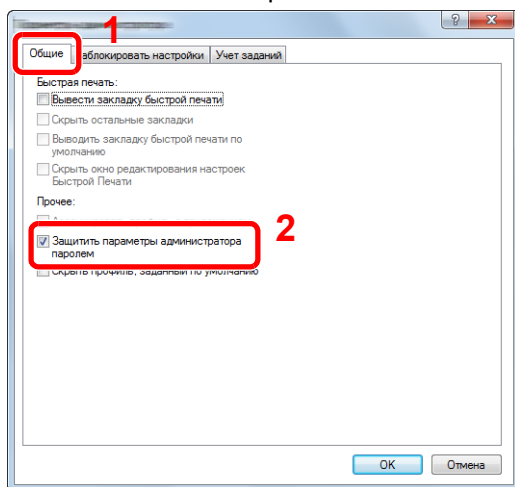 1
Общие
аблокировать настройки
Учет заданий
Быстрая печать:
Вывести закладку быстрой печати
Скрыть остальные закладки
Выводить закладку быстрой печати по
умолчанию
Скрыть окно редактирования настроек
Быстрой Печати
Прочее:
2
Защитить параметры администратора
паролем
Скрыть профиль, заданный по умолчанию
OK
Отмена